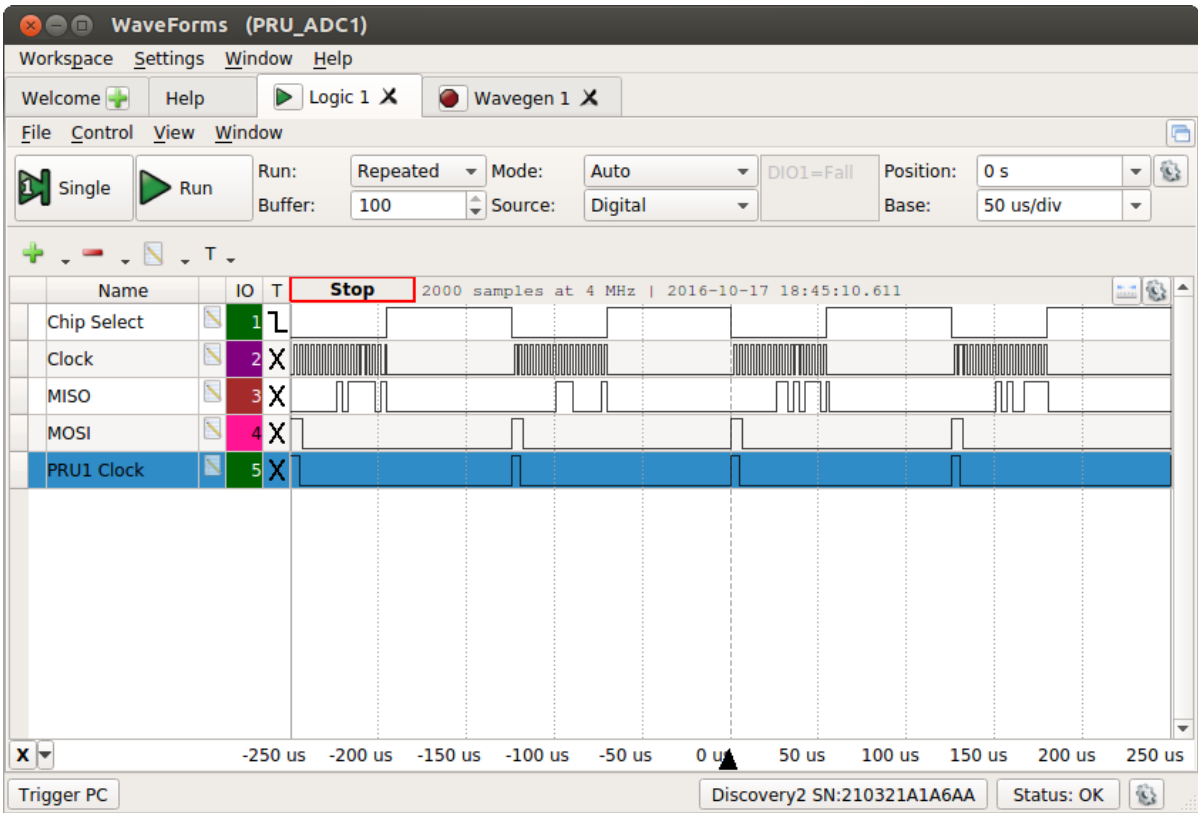 WaveForms (PRU_ADC1)
Workspace Settings Window Help
Welcome Help Logic 1 X Wavegen 1 X
File Control View Window
1 Single Run Run: Repeated Mode: Auto DIO1=Fall Position: 0 s
Buffer: 100 Source: Digital Base: 50 us/div
T
Name IO T Stop 2000 samples at 4 MHz | 2016-10-17 18:45:10.611
Chip Select 1
Clock 2 X
MISO 3 X
MOSI 4 X
PRU1 Clock 5 X
X -250 us -200 us -150 us -100 us -50 us 0 us 50 us 100 us 150 us 200 us 250 us
Trigger PC Discovery2 SN:210321A1A6AA Status: OK